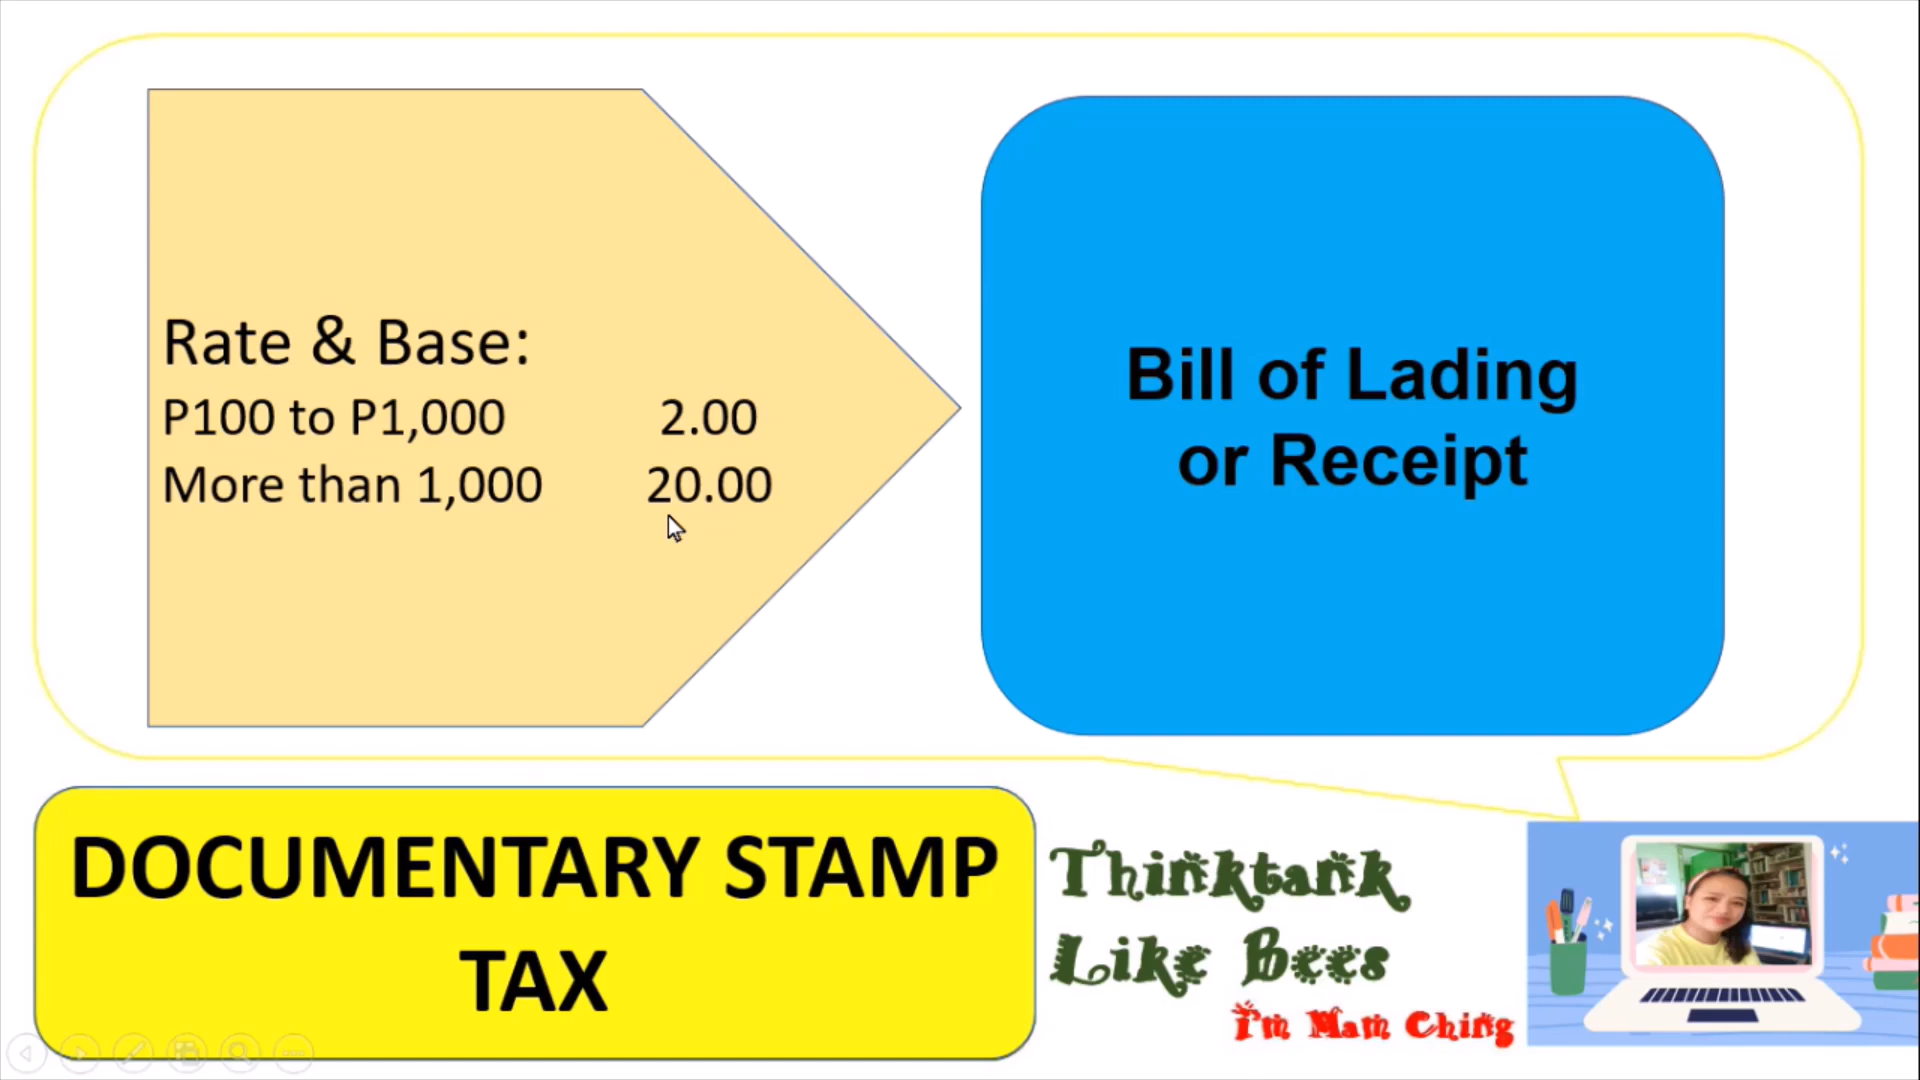 Rate & Base:
P100 to P1,000 2.00
More than 1,000 20.00
Bill of Lading
or Receipt
DOCUMENTARY STAMP
TAX
Thinktank
Like Bees
I'm Mam Ching